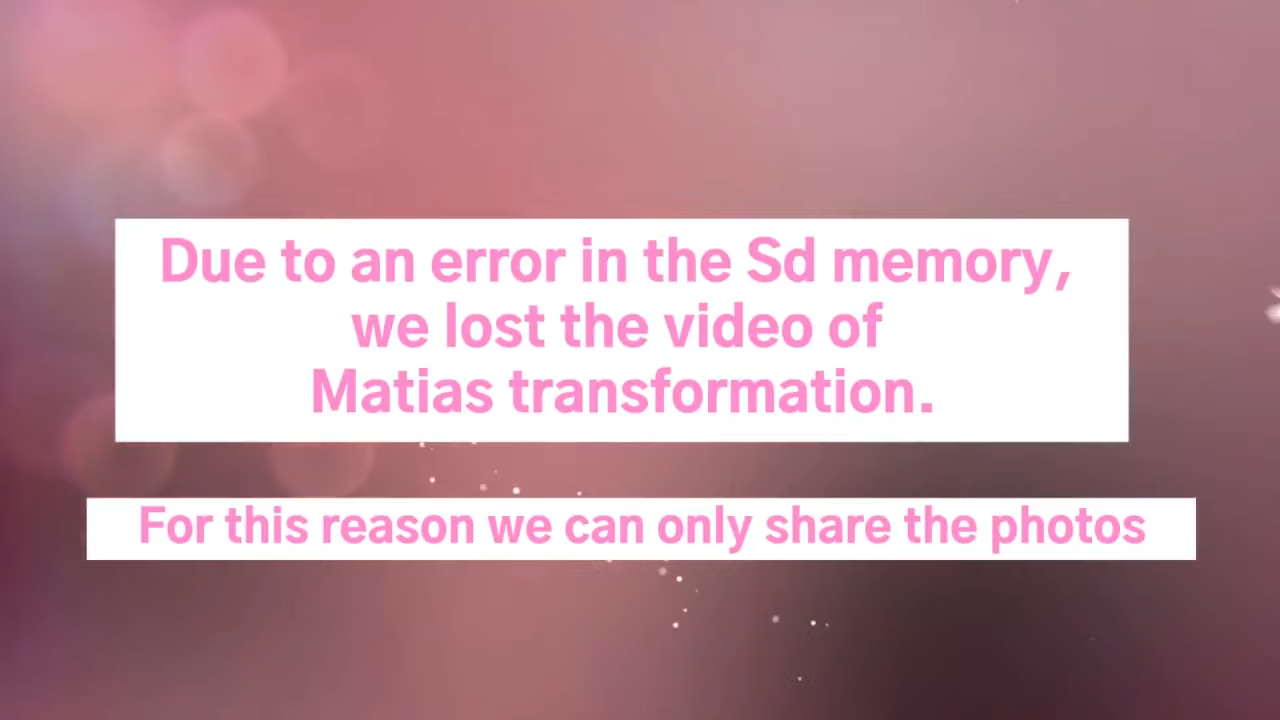 Due to an error in the Sd memory,
we lost the video of
Matias transformation.
For this reason we can only share the photos